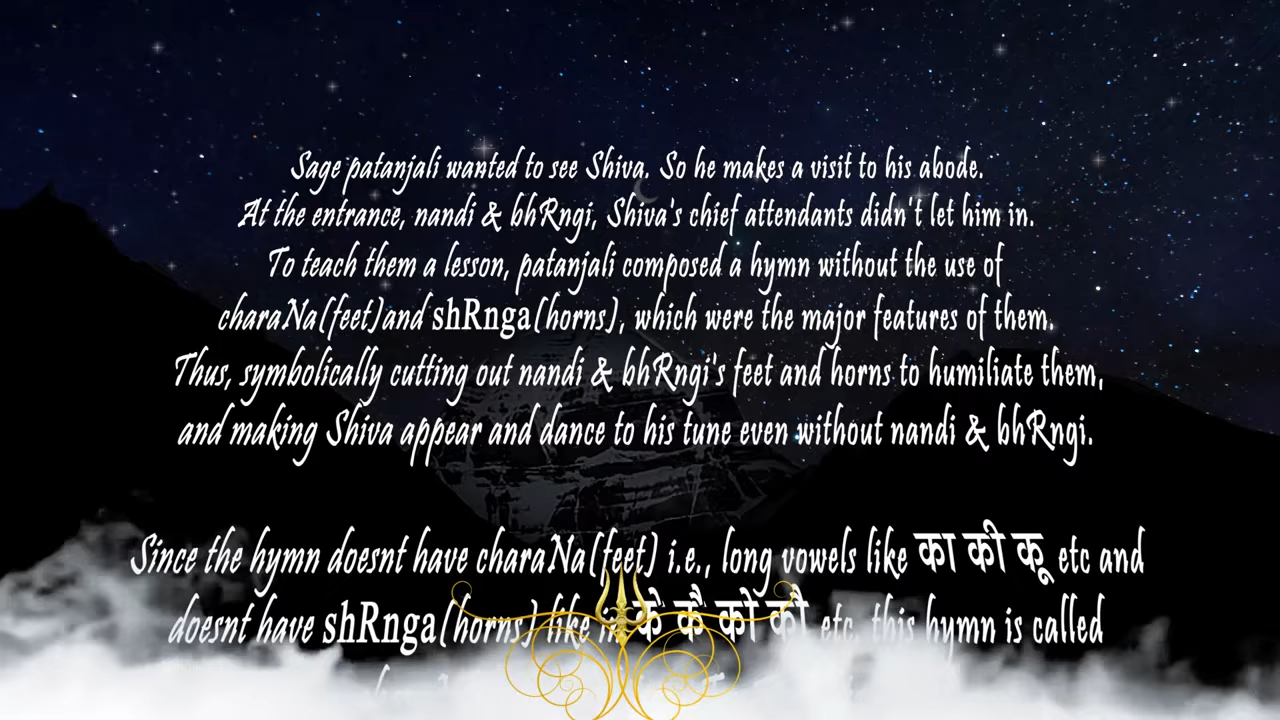 Sage patanjali wanted to see Shiva. So he makes a visit to his abode.
At the entrance, nandi & bhRngi, Shiva's chief attendants didn't let him in.
To teach them a lesson, patanjali composed a hymn without the use of
charaNa(feet)and shRnga(horns), which were the major features of them.
Thus, symbolically cutting out nandi & bhRngi's feet and horns to humiliate them,
and making Shiva appear and dance to his tune even without nandi & bhRngi.
Since the hymn doesnt have charaNa(feet) i.e., long vowels like का की कू etc and
doesnt have shRnga(horns) like in के कै को कौ etc, this hymn is called